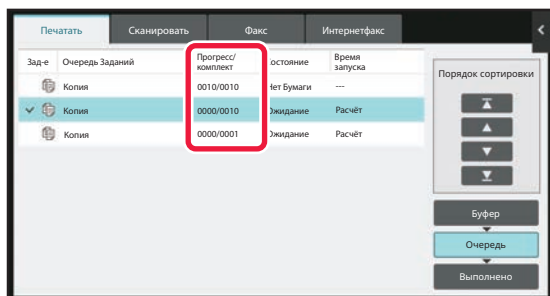 Печатать Сканировать Факс Интернетфакс
Зад-е Очередь Заданий Прогресс/комплект Состояние Время запуска
Копия 0010/0010 Нет Бумаги ---
Копия 0000/0010 Ожидание Расчёт
Копия 0000/0001 Ожидание Расчёт
Порядок сортировки
Буфер
Очередь
Выполнено